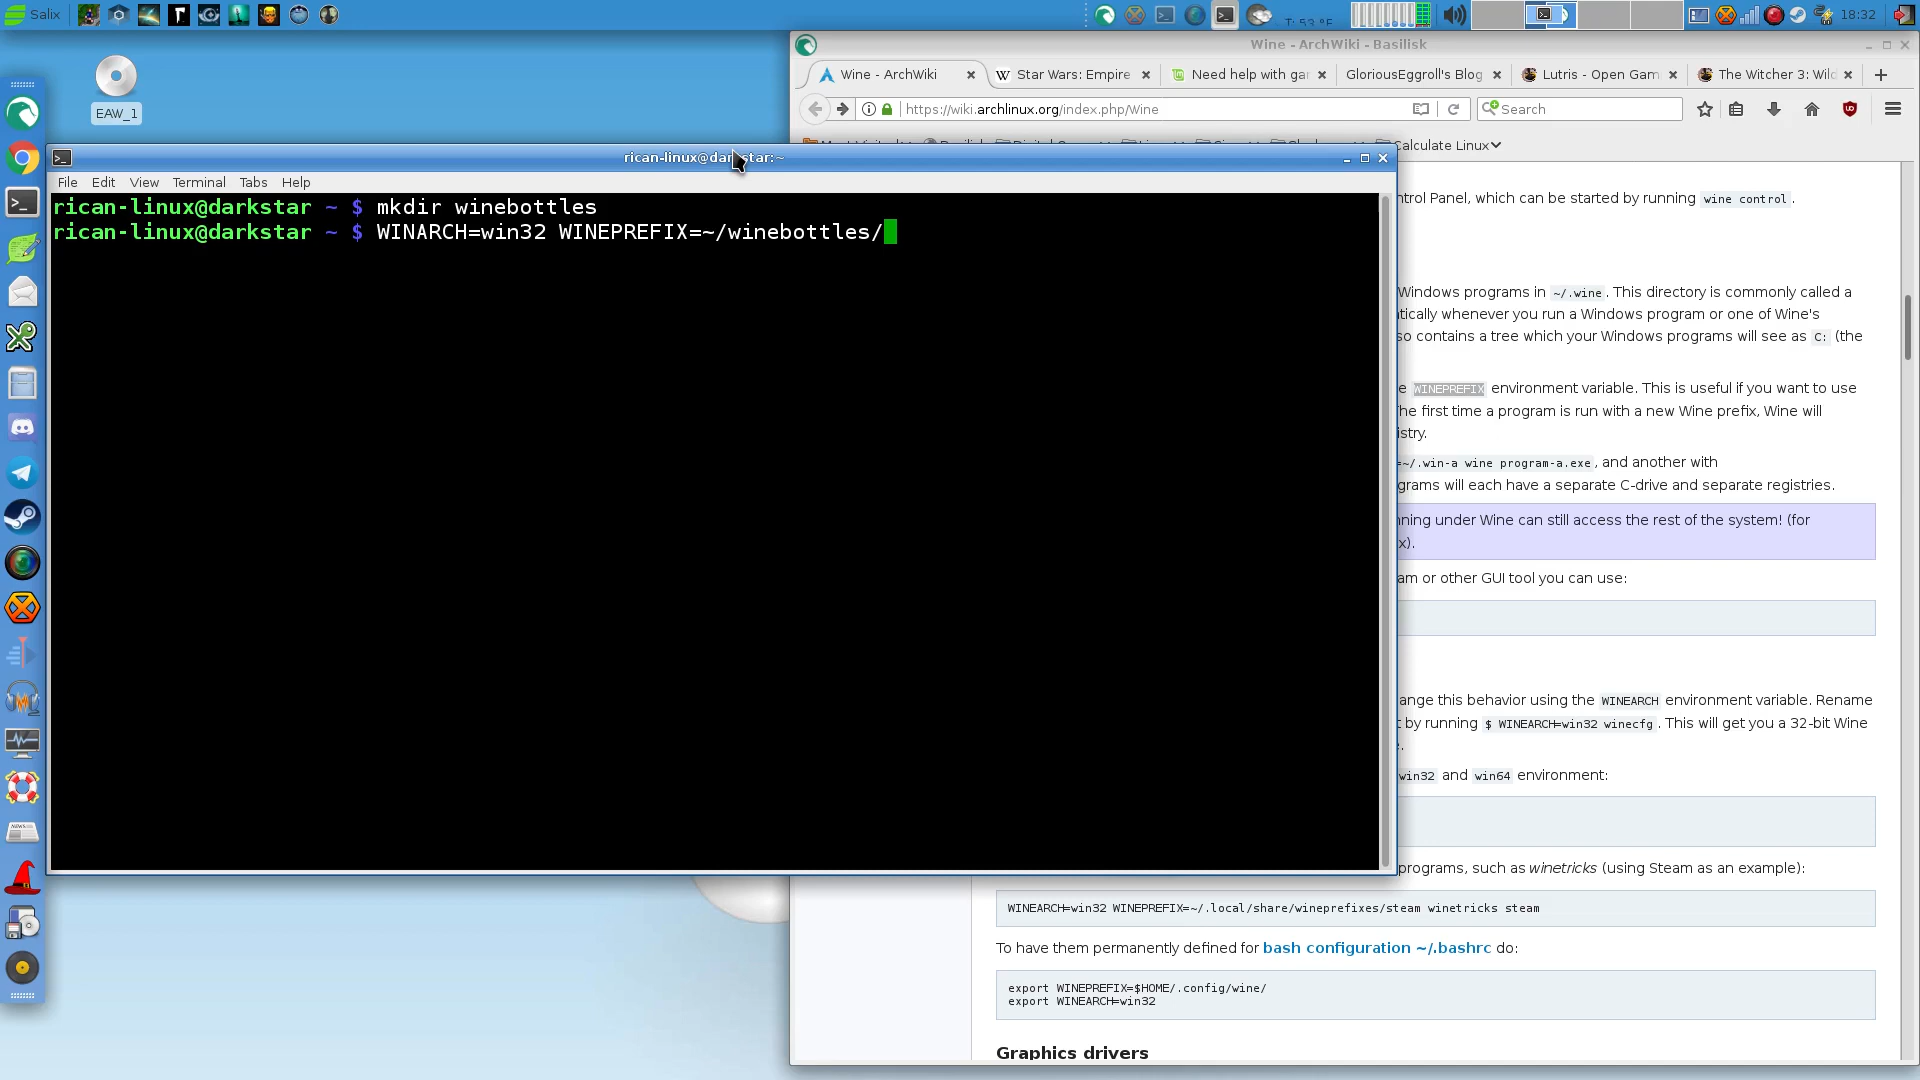 Salix
T: 53 °F
18:32
EAW_1
Wine - ArchWiki - Basilisk
Wine - ArchWiki
Star Wars: Empire
Need help with gar
GloriousEggroll's Blog
Lutris - Open Gam
The Witcher 3: Wild
https://wiki.archlinux.org/index.php/Wine
Search
Calculate Linux
rican-linux@darkstar:~
File Edit View Terminal Tabs Help
rican-linux@darkstar ~ $ mkdir winebottles
rican-linux@darkstar ~ $ WINARCH=win32 WINEPREFIX=~/winebottles/
ntrol Panel, which can be started by running wine control.
Windows programs in ~/.wine. This directory is commonly called a
tically whenever you run a Windows program or one of Wine's
so contains a tree which your Windows programs will see as C: (the
e WINEPREFIX environment variable. This is useful if you want to use
he first time a program is run with a new Wine prefix, Wine will
istry.
=~/.win-a wine program-a.exe, and another with
grams will each have a separate C-drive and separate registries.
nning under Wine can still access the rest of the system! (for
x).
am or other GUI tool you can use:
ange this behavior using the WINEARCH environment variable. Rename
t by running $ WINEARCH=win32 winecfg. This will get you a 32-bit Wine
win32 and win64 environment:
programs, such as winetricks (using Steam as an example):
WINEARCH=win32 WINEPREFIX=~/.local/share/wineprefixes/steam winetricks steam
To have them permanently defined for bash configuration ~/.bashrc do:
export WINEPREFIX=$HOME/.config/wine/
export WINEARCH=win32
Graphics drivers
NEWS